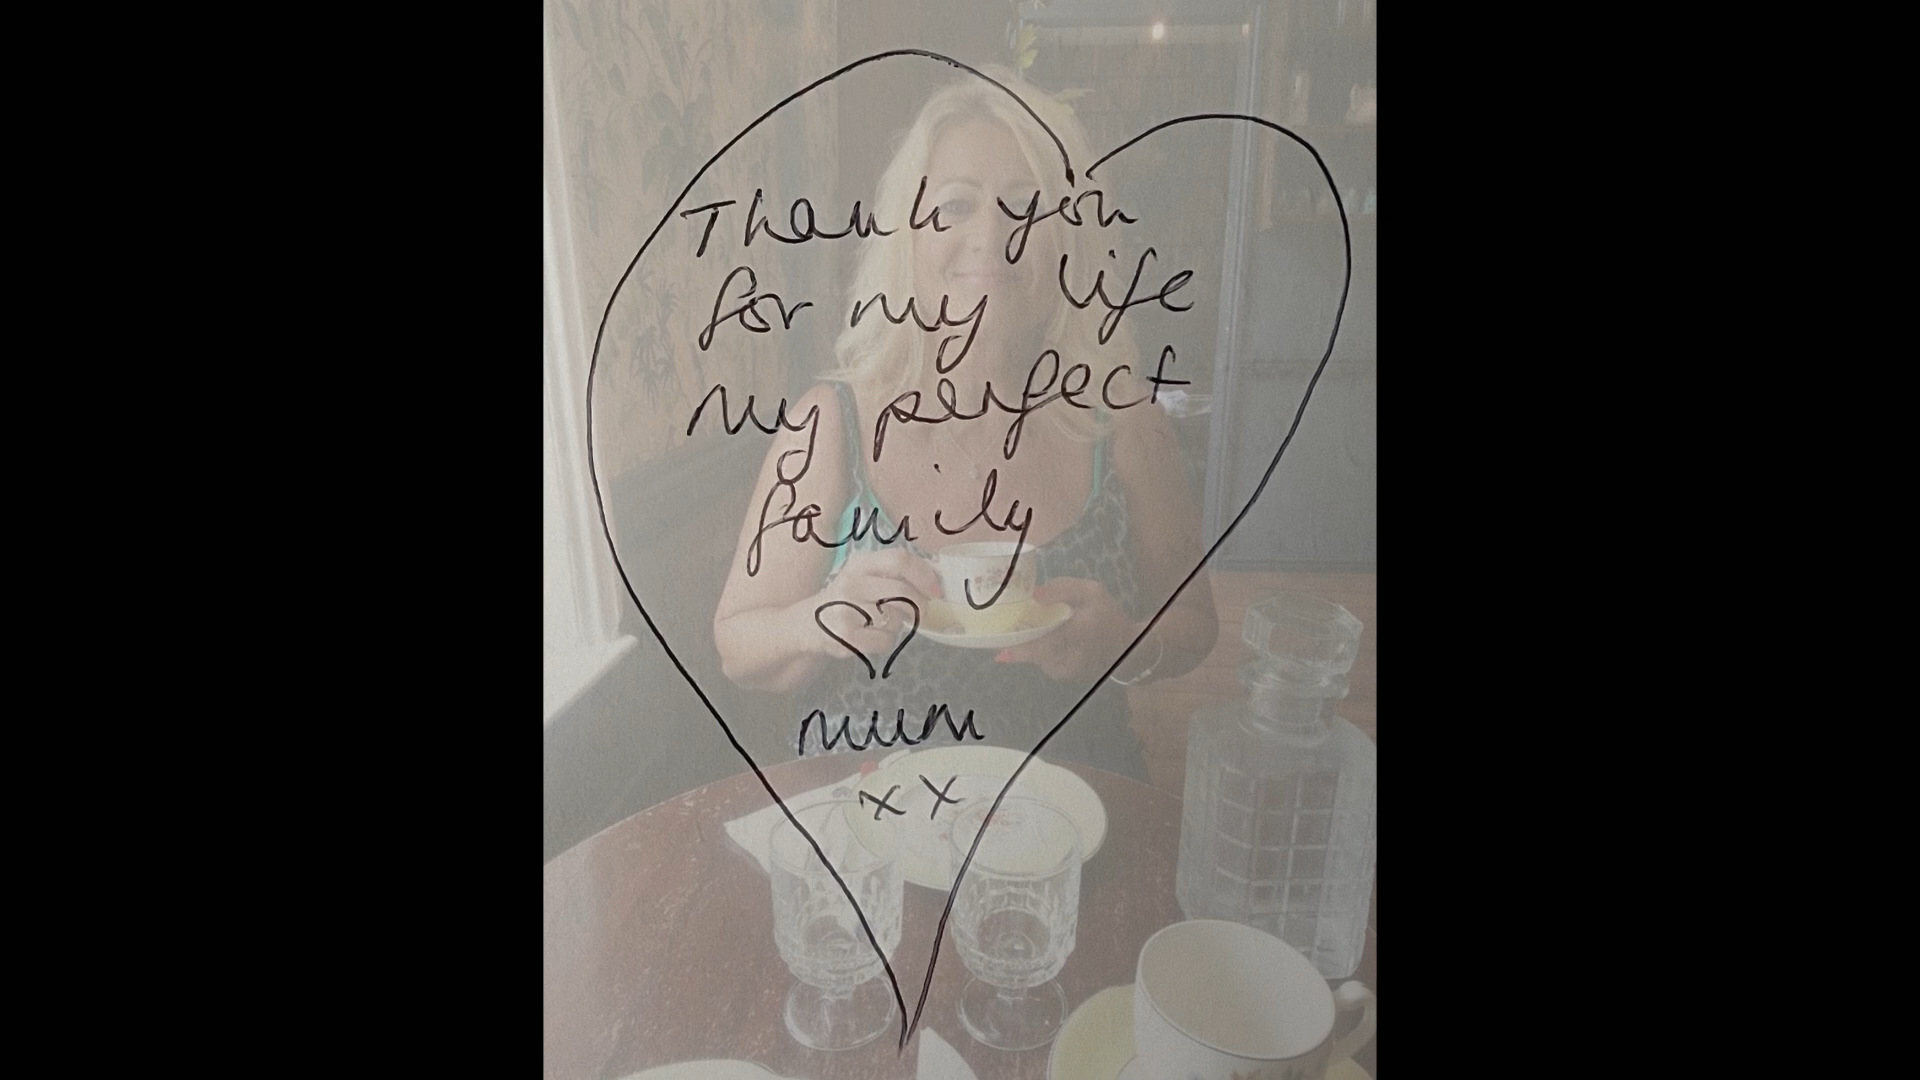 Thank you
for my life
my perfect
family
♡
mum
xx